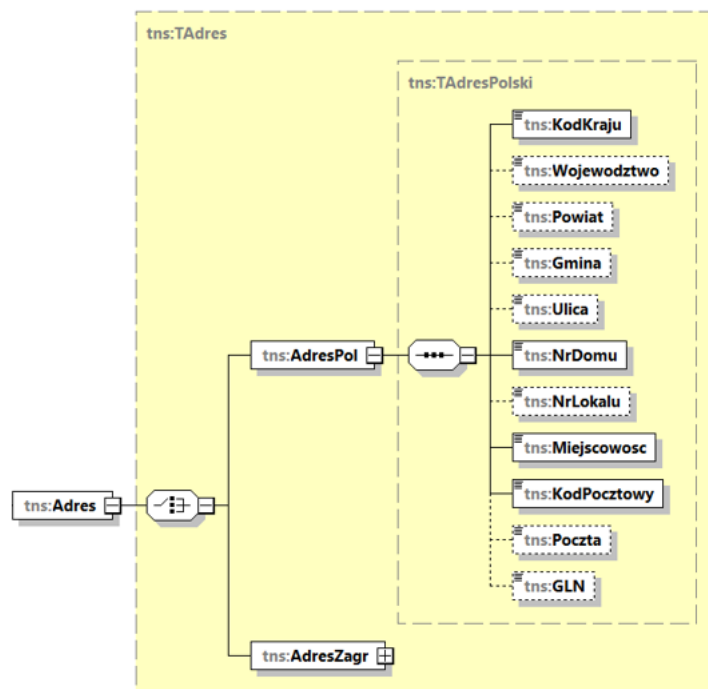 tns:TAdres
tns:TAdresPolski
tns:KodKraju
tns:Wojewodztwo
tns:Powiat
tns:Gmina
tns:Ulica
tns:AdresPol
tns:NrDomu
tns:NrLokalu
tns:Miejscowosc
tns:Adres
tns:KodPocztowy
tns:Poczta
tns:GLN
tns:AdresZagr